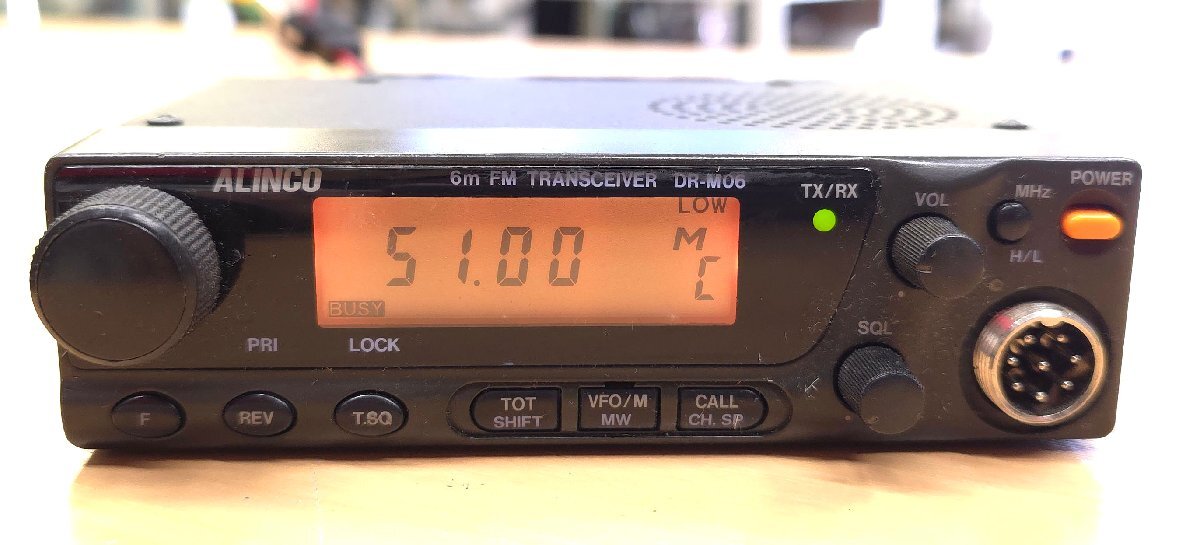 ALINCO
6m FM TRANSCEIVER DR-M06
TX/RX
VOL
MHz
POWER
H/L
LOW
51.00
M
C
BUSY
SQL
PRI
LOCK
F
REV
T.SQ
TOT
SHIFT
VFO/M
MW
CALL
CH. SP